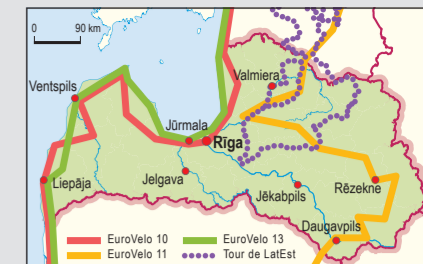 0 90 km
Ventspils
Valmiera
Jūrmala
Rīga
Liepāja
Jelgava
Jēkabpils
Rēzekne
Daugavpils
EuroVelo 10
EuroVelo 13
EuroVelo 11
Tour de LatEst